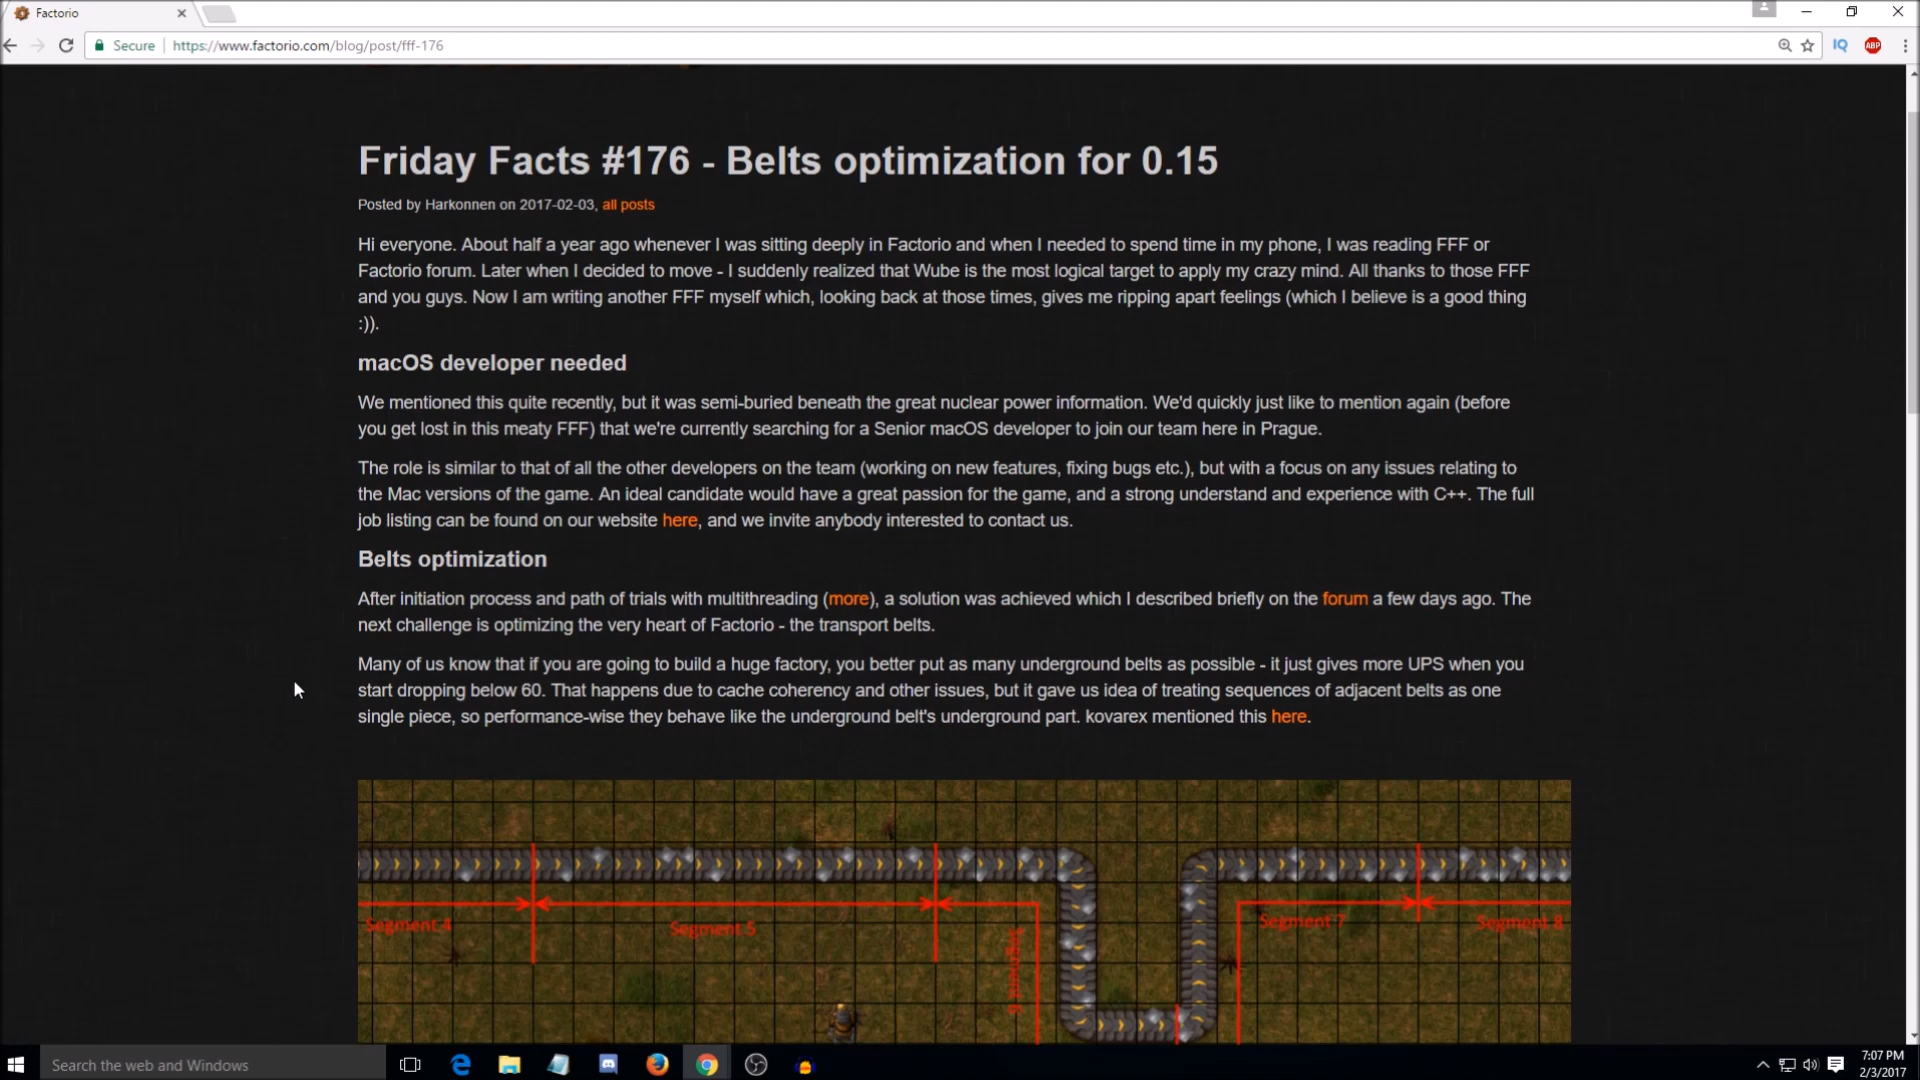 Factorio
Secure | https://www.factorio.com/blog/post/fff-176
IQ
ABP
Friday Facts #176 - Belts optimization for 0.15
Posted by Harkonnen on 2017-02-03, all posts
Hi everyone. About half a year ago whenever I was sitting deeply in Factorio and when I needed to spend time in my phone, I was reading FFF or
Factorio forum. Later when I decided to move - I suddenly realized that Wube is the most logical target to apply my crazy mind. All thanks to those FFF
and you guys. Now I am writing another FFF myself which, looking back at those times, gives me ripping apart feelings (which I believe is a good thing
:)).
macOS developer needed
We mentioned this quite recently, but it was semi-buried beneath the great nuclear power information. We'd quickly just like to mention again (before
you get lost in this meaty FFF) that we're currently searching for a Senior macOS developer to join our team here in Prague.
The role is similar to that of all the other developers on the team (working on new features, fixing bugs etc.), but with a focus on any issues relating to
the Mac versions of the game. An ideal candidate would have a great passion for the game, and a strong understand and experience with C++. The full
job listing can be found on our website here, and we invite anybody interested to contact us.
Belts optimization
After initiation process and path of trials with multithreading (more), a solution was achieved which I described briefly on the forum a few days ago. The
next challenge is optimizing the very heart of Factorio - the transport belts.
Many of us know that if you are going to build a huge factory, you better put as many underground belts as possible - it just gives more UPS when you
start dropping below 60. That happens due to cache coherency and other issues, but it gave us idea of treating sequences of adjacent belts as one
single piece, so performance-wise they behave like the underground belt's underground part. kovarex mentioned this here.
Segment 4
Segment 5
Segment 6
Segment 7
Segment 8
Search the web and Windows
7:07 PM
2/3/2017